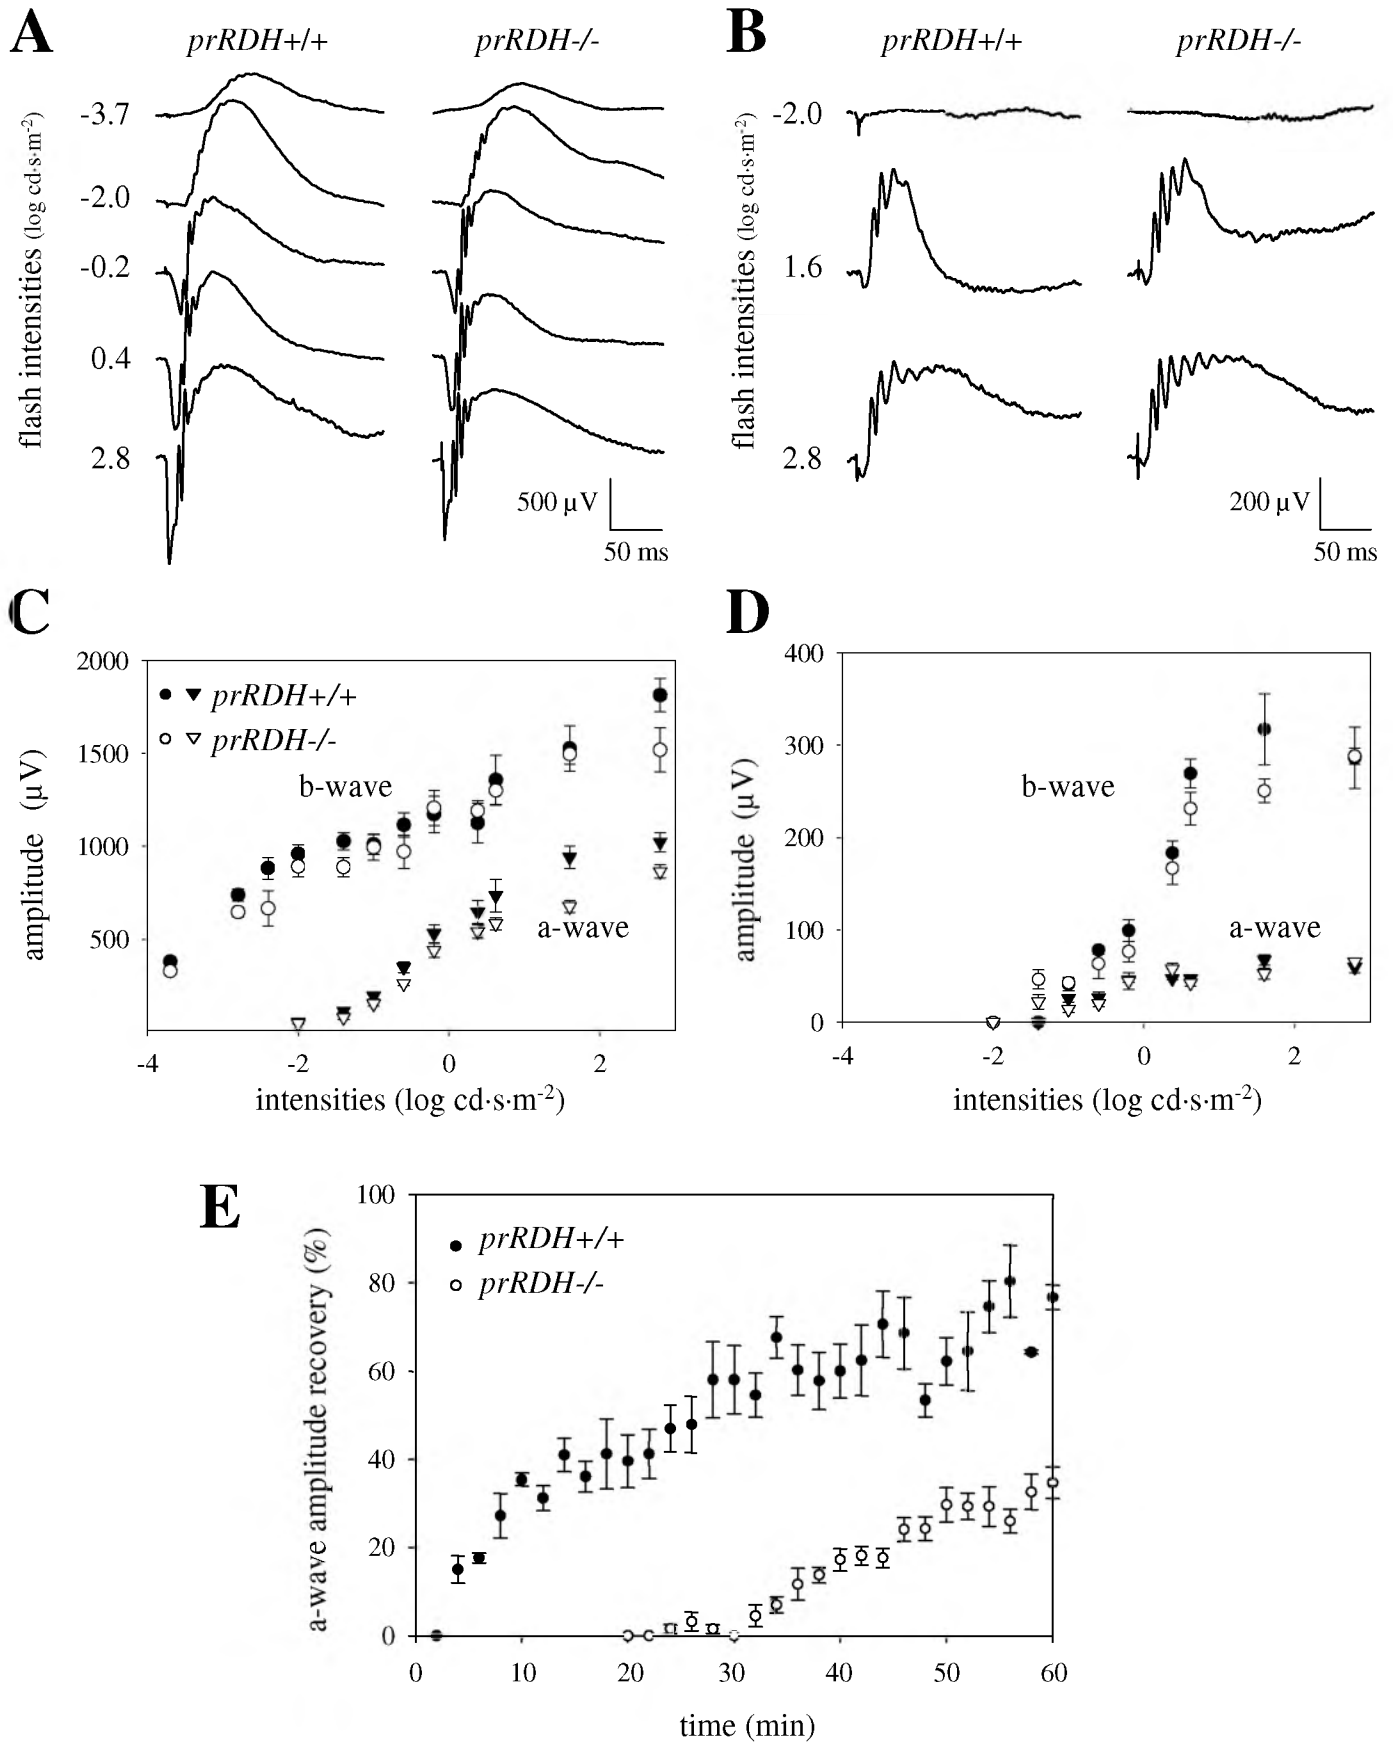 A
prRDH+/+
prRDH-/-
flash intensities (log cd·s·m-2)
-3.7
-2.0
-0.2
0.4
2.8
500 µV
50 ms
B
prRDH+/+
prRDH-/-
flash intensities (log cd·s·m-2)
-2.0
1.6
2.8
200 µV
50 ms
C
amplitude (µV)
2000
1500
1000
500
prRDH+/+
prRDH-/-
b-wave
a-wave
-4
-2
0
2
intensities (log cd·s·m-2)
D
amplitude (µV)
400
300
200
100
0
b-wave
a-wave
-4
-2
0
2
intensities (log cd·s·m-2)
E
a-wave amplitude recovery (%)
100
80
60
40
20
0
prRDH+/+
prRDH-/-
0
10
20
30
40
50
60
time (min)